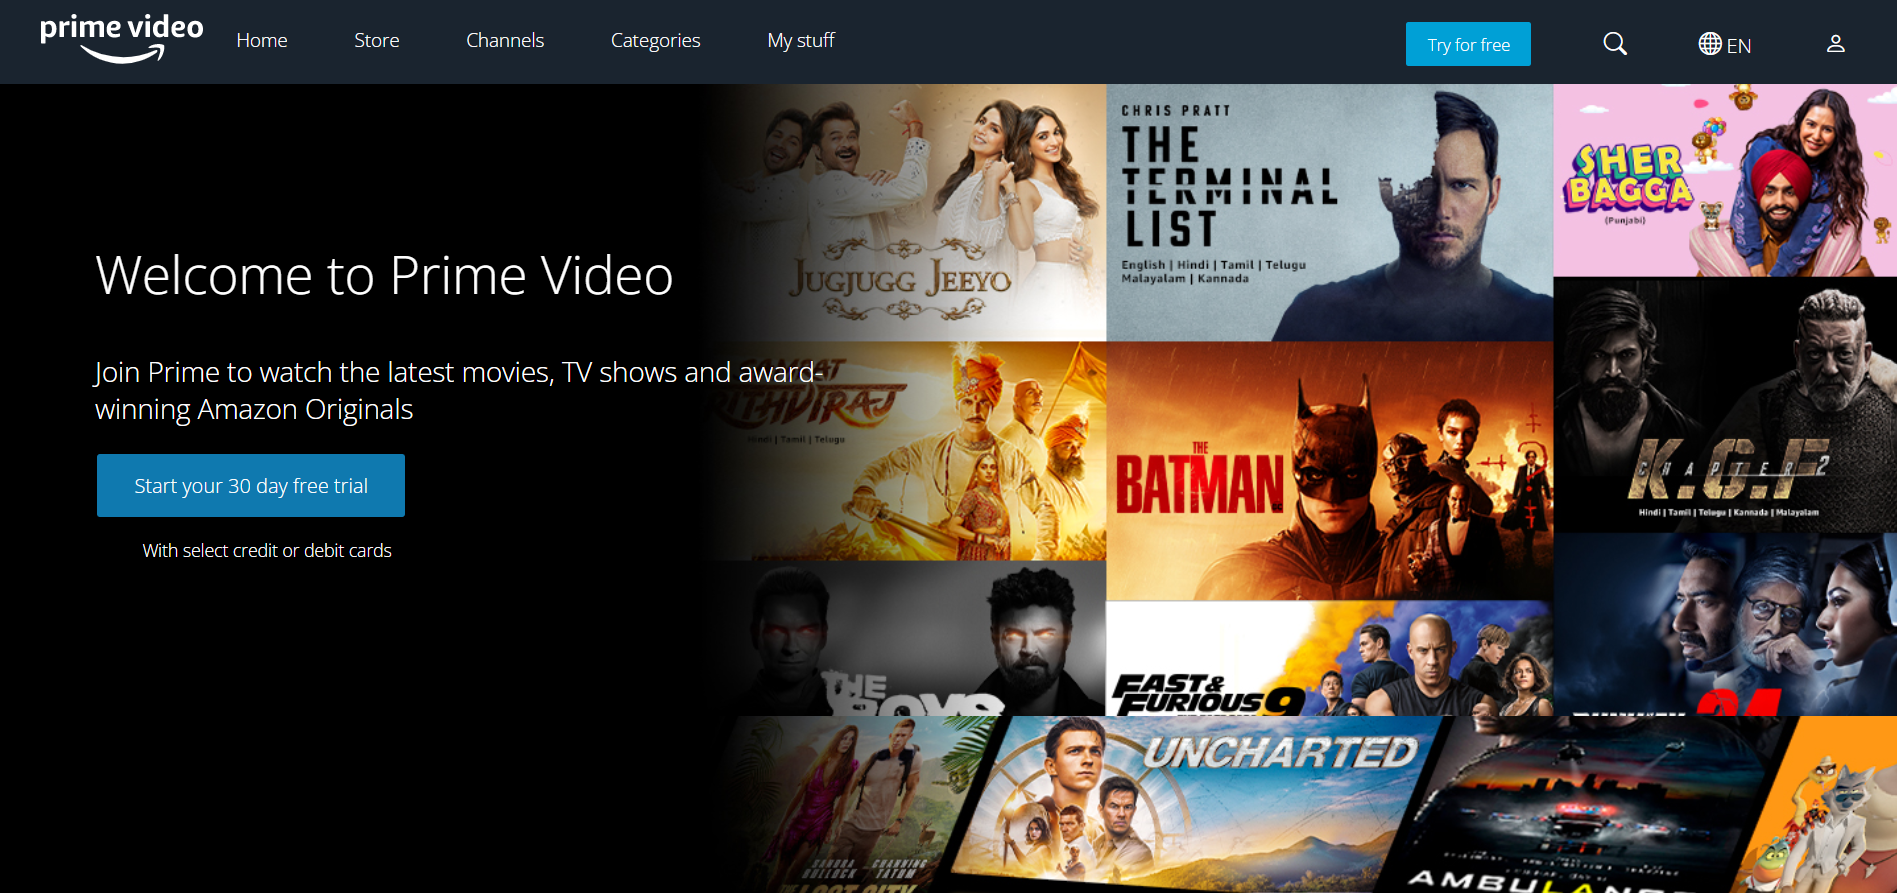 prime video
Home
Store
Channels
Categories
My stuff
Try for free
EN
Welcome to Prime Video
Join Prime to watch the latest movies, TV shows and award-
winning Amazon Originals
Start your 30 day free trial
With select credit or debit cards
JUGJUGG JEEYO
CHRIS PRATT
THE
TERMINAL
LIST
English | Hindi | Tamil | Telugu
Malayalam | Kannada
SHER
BAGGA
(Punjabi)
Hindi | Tamil | Telugu
THE
BATMAN
K.G.F
CHAPTER 2
Hindi | Tamil | Telugu | Kannada | Malayalam
THE
BOYS
FAST &
FURIOUS 9
34
SANDRA
BULLOCK
CHANNING
TATUM
LOST CITY
UNCHARTED
AMBULANCE